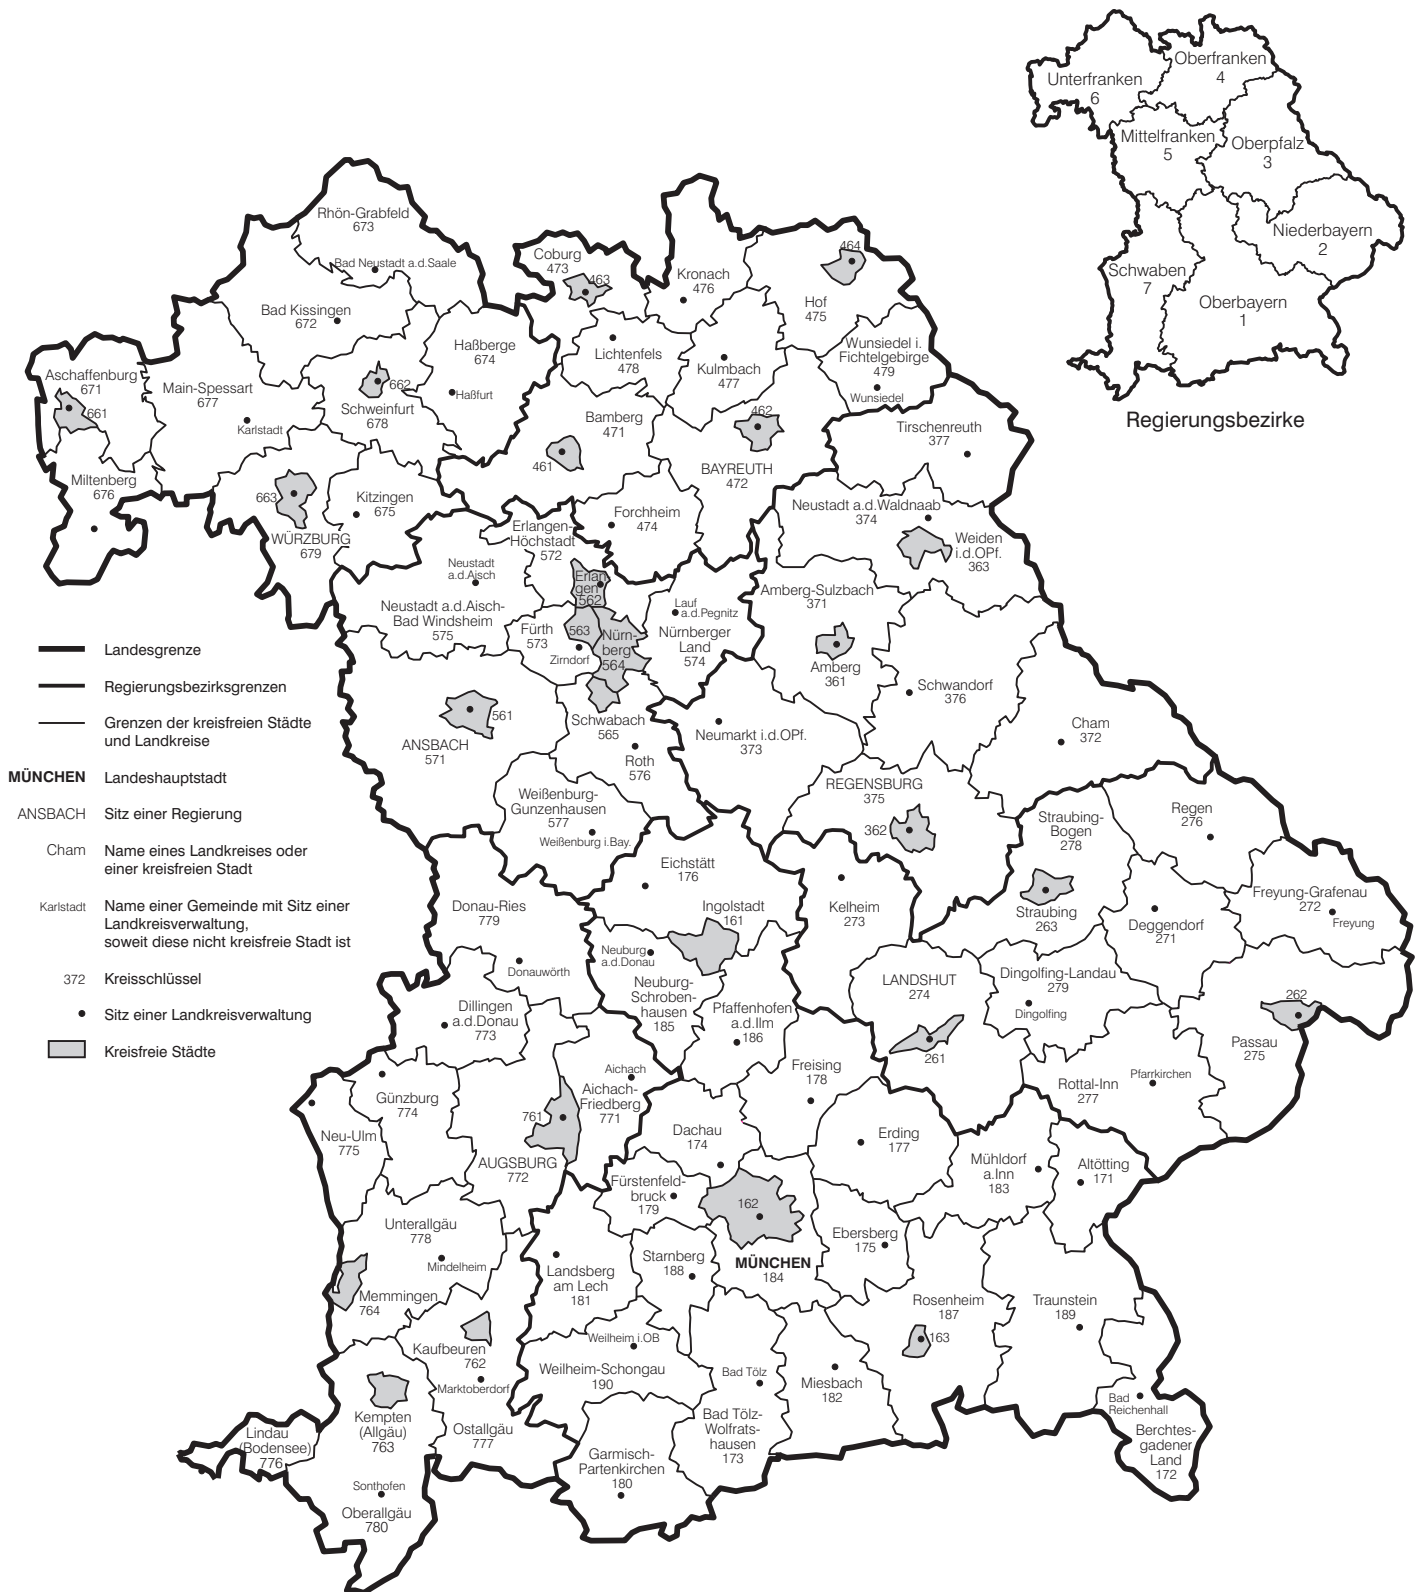 Unterfranken
6
Oberfranken
4
Mittelfranken
5
Oberpfalz
3
Niederbayern
2
Schwaben
7
Oberbayern
1
Regierungsbezirke
Rhön-Grabfeld
673
Bad Neustadt a.d.Saale
Coburg
473
463
Kronach
476
464
Hof
475
Bad Kissingen
672
Haßberge
674
Haßfurt
Lichtenfels
478
Kulmbach
477
Wunsiedel i.
Fichtelgebirge
479
Wunsiedel
Aschaffenburg
671
661
Main-Spessart
677
Karlstadt
662
Schweinfurt
678
Bamberg
471
461
462
BAYREUTH
472
Tirschenreuth
377
Miltenberg
676
663
WÜRZBURG
679
Kitzingen
675
Forchheim
474
Neustadt a.d.Waldnaab
374
Weiden
i.d.OPf.
363
Erlangen-
Höchstadt
572
Neustadt
a.d.Aisch
Neustadt a.d.Aisch-
Bad Windsheim
575
Erlan
gen
562
Fürth
573
563
Zirndorf
Nürn-
berg
564
Lauf
a.d.Pegnitz
Nürnberger
Land
574
Amberg-Sulzbach
371
Amberg
361
Schwandorf
376
Cham
372
561
ANSBACH
571
Schwabach
565
Roth
576
Neumarkt i.d.OPf.
373
REGENSBURG
375
362
Weißenburg-
Gunzenhausen
577
Weißenburg i.Bay.
Landesgrenze
Regierungsbezirksgrenzen
Grenzen der kreisfreien Städte
und Landkreise
MÜNCHEN Landeshauptstadt
ANSBACH Sitz einer Regierung
Cham Name eines Landkreises oder
einer kreisfreien Stadt
Karlstadt Name einer Gemeinde mit Sitz einer
Landkreisverwaltung,
soweit diese nicht kreisfreie Stadt ist
372 Kreisschlüssel
Sitz einer Landkreisverwaltung
Kreisfreie Städte
Straubing-
Bogen
278
Straubing
263
Regen
276
Freyung-Grafenau
272
Freyung
Deggendorf
271
Eichstätt
176
Ingolstadt
161
Kelheim
273
Donau-Ries
779
Donauwörth
Neuburg
a.d.Donau
Neuburg-
Schroben-
hausen
185
Pfaffenhofen
a.d.Ilm
186
LANDSHUT
274
261
Dingolfing-Landau
279
Dingolfing
262
Passau
275
Rottal-Inn
277
Pfarrkirchen
Dillingen
a.d.Donau
773
Aichach
Aichach-
Friedberg
771
Freising
178
Günzburg
774
Neu-Ulm
775
761
AUGSBURG
772
Dachau
174
Erding
177
Mühldorf
a.Inn
183
Altötting
171
Fürstenfeld-
bruck
179
162
MÜNCHEN
184
Ebersberg
175
Unterallgäu
778
Mindelheim
Memmingen
764
Landsberg
am Lech
181
Starnberg
188
Rosenheim
187
163
Traunstein
189
Kaufbeuren
762
Marktoberdorf
Ostallgäu
777
Weilheim i.OB
Weilheim-Schongau
190
Bad Tölz
Bad Tölz-
Wolfrats-
hausen
173
Miesbach
182
Bad
Reichenhall
Berchtes-
gadener
Land
172
Kempten
(Allgäu)
763
Lindau
(Bodensee)
776
Sonthofen
Oberallgäu
780
Garmisch-
Partenkirchen
180